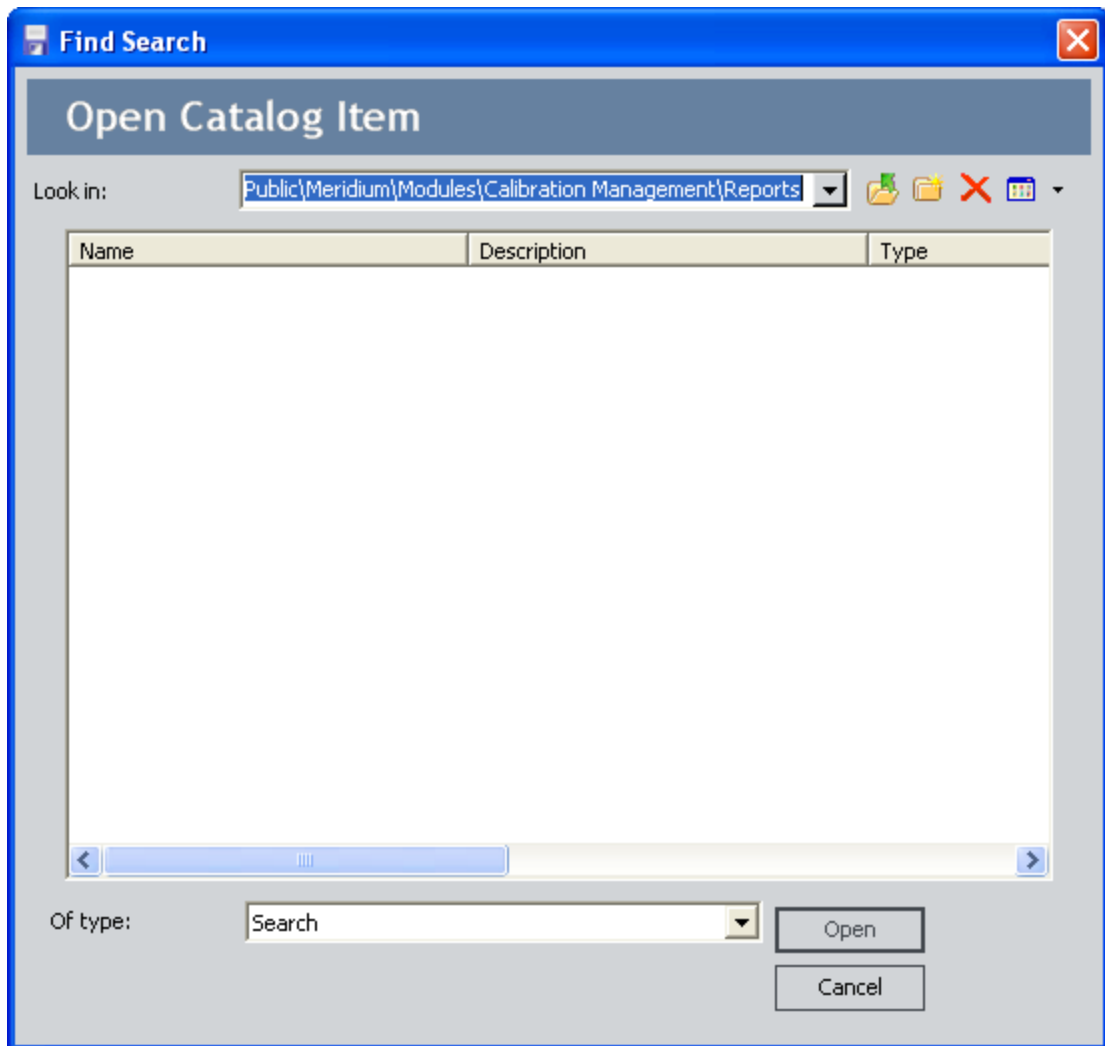 Find Search
Open Catalog Item
Look in: Public\Meridium\Modules\Calibration Management\Reports
Name Description Type
Of type: Search Open
Cancel